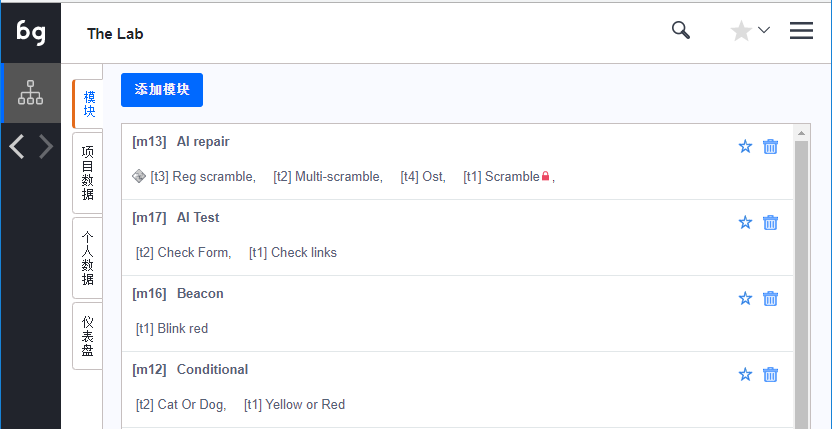 bg
The Lab
模块
项目数据
个人数据
仪表盘
添加模块
[m13] AI repair
[t3] Reg scramble, [t2] Multi-scramble, [t4] Ost, [t1] Scramble,
[m17] AI Test
[t2] Check Form, [t1] Check links
[m16] Beacon
[t1] Blink red
[m12] Conditional
[t2] Cat Or Dog, [t1] Yellow or Red